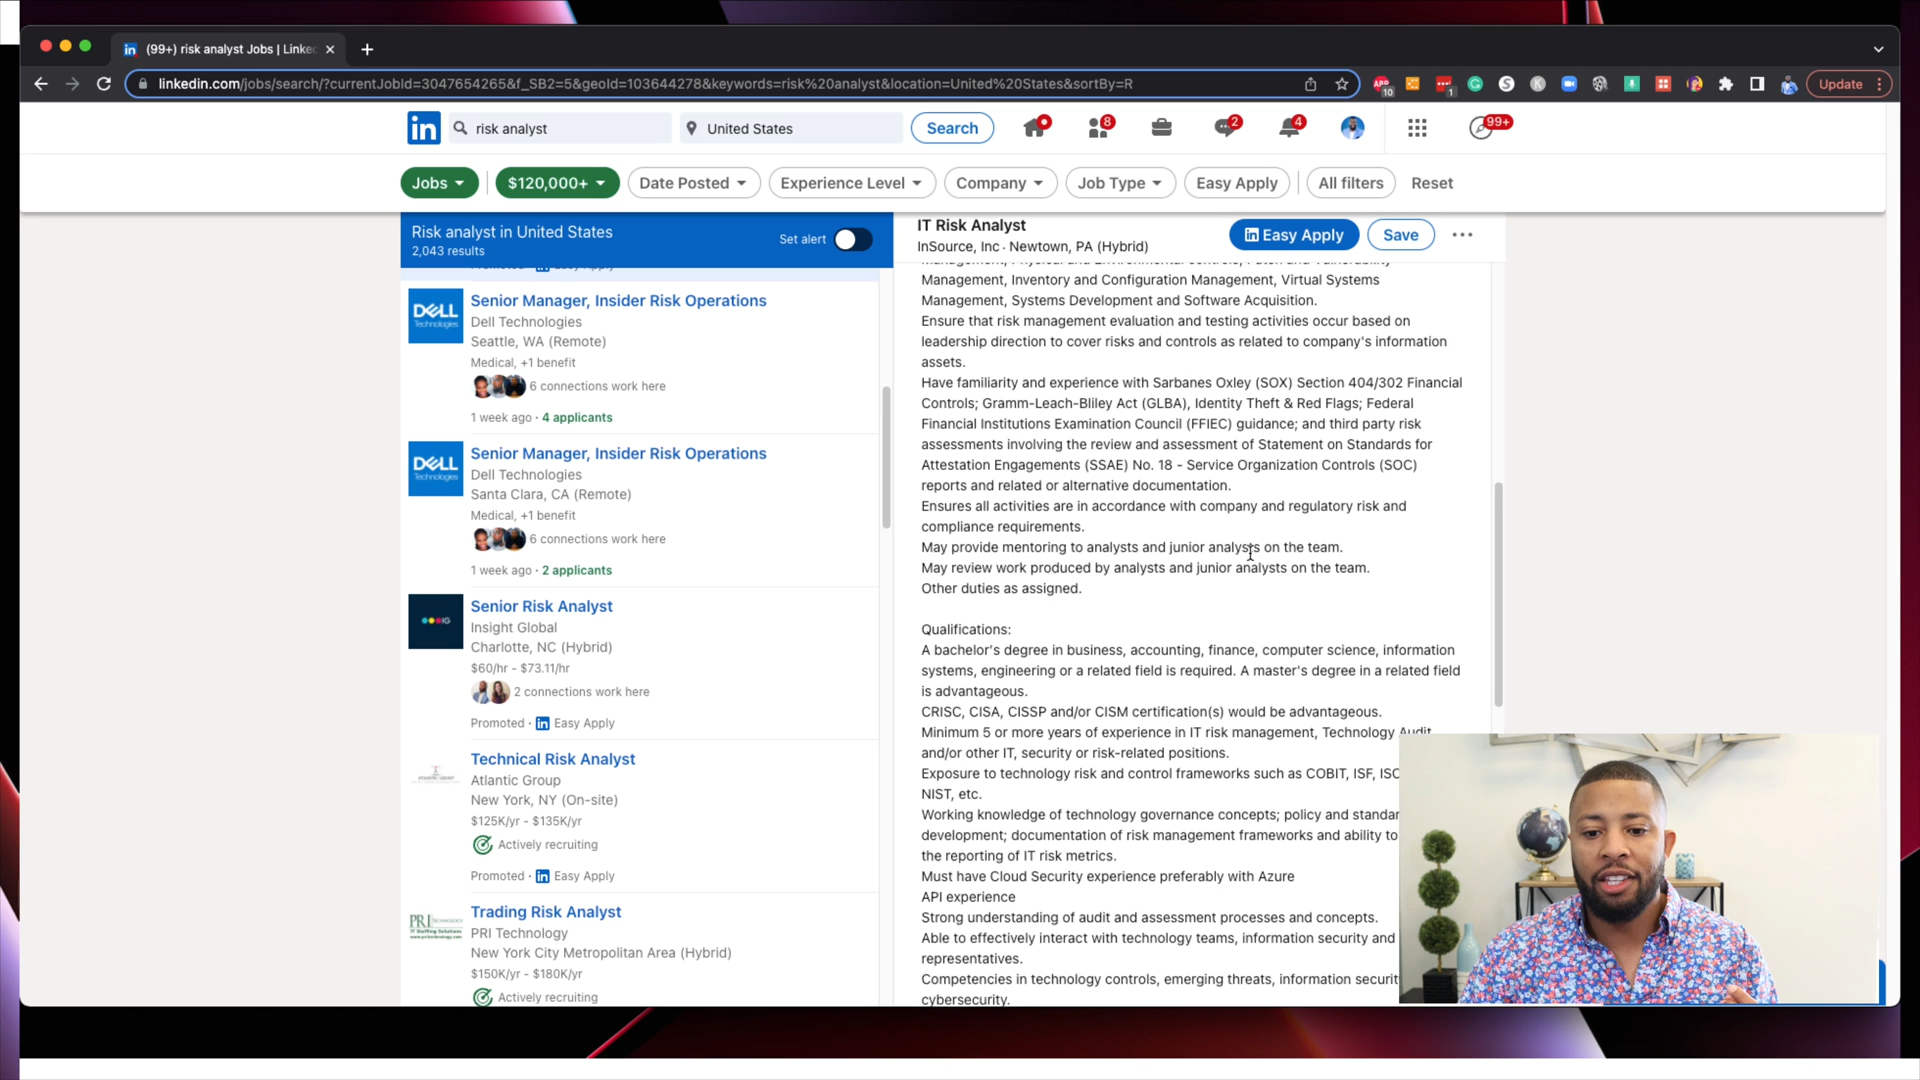 (99+) risk analyst Jobs | Linke
linkedin.com/jobs/search/?currentJobId=3047654265&f_SB2=5&geoId=103644278&keywords=risk%20analyst&location=United%20States&sortBy=R
10
1
Update
in
risk analyst
United States
Search
8
2
4
99+
Jobs
$120,000+
Date Posted
Experience Level
Company
Job Type
Easy Apply
All filters
Reset
Risk analyst in United States
2,043 results
Set alert
Senior Manager, Insider Risk Operations
Dell Technologies
Seattle, WA (Remote)
Medical, +1 benefit
6 connections work here
1 week ago · 4 applicants
DELL
Technologies
Senior Manager, Insider Risk Operations
Dell Technologies
Santa Clara, CA (Remote)
Medical, +1 benefit
6 connections work here
1 week ago · 2 applicants
DELL
Technologies
Senior Risk Analyst
Insight Global
Charlotte, NC (Hybrid)
$60/hr - $73.11/hr
2 connections work here
Promoted · in Easy Apply
IG
Technical Risk Analyst
Atlantic Group
New York, NY (On-site)
$125K/yr - $135K/yr
Actively recruiting
Promoted · in Easy Apply
Trading Risk Analyst
PRI Technology
New York City Metropolitan Area (Hybrid)
$150K/yr - $180K/yr
Actively recruiting
PRI
IT Risk Analyst
InSource, Inc · Newtown, PA (Hybrid)
in Easy Apply
Save
Management, Inventory and Configuration Management, Virtual Systems
Management, Systems Development and Software Acquisition.
Ensure that risk management evaluation and testing activities occur based on
leadership direction to cover risks and controls as related to company's information
assets.
Have familiarity and experience with Sarbanes Oxley (SOX) Section 404/302 Financial
Controls; Gramm-Leach-Bliley Act (GLBA), Identity Theft & Red Flags; Federal
Financial Institutions Examination Council (FFIEC) guidance; and third party risk
assessments involving the review and assessment of Statement on Standards for
Attestation Engagements (SSAE) No. 18 - Service Organization Controls (SOC)
reports and related or alternative documentation.
Ensures all activities are in accordance with company and regulatory risk and
compliance requirements.
May provide mentoring to analysts and junior analysts on the team.
May review work produced by analysts and junior analysts on the team.
Other duties as assigned.
Qualifications:
A bachelor's degree in business, accounting, finance, computer science, information
systems, engineering or a related field is required. A master's degree in a related field
is advantageous.
CRISC, CISA, CISSP and/or CISM certification(s) would be advantageous.
Minimum 5 or more years of experience in IT risk management, Technology Audit
and/or other IT, security or risk-related positions.
Exposure to technology risk and control frameworks such as COBIT, ISF, ISO
NIST, etc.
Working knowledge of technology governance concepts; policy and standar
development; documentation of risk management frameworks and ability to
the reporting of IT risk metrics.
Must have Cloud Security experience preferably with Azure
API experience
Strong understanding of audit and assessment processes and concepts.
Able to effectively interact with technology teams, information security and
representatives.
Competencies in technology controls, emerging threats, information securit
cybersecurity.